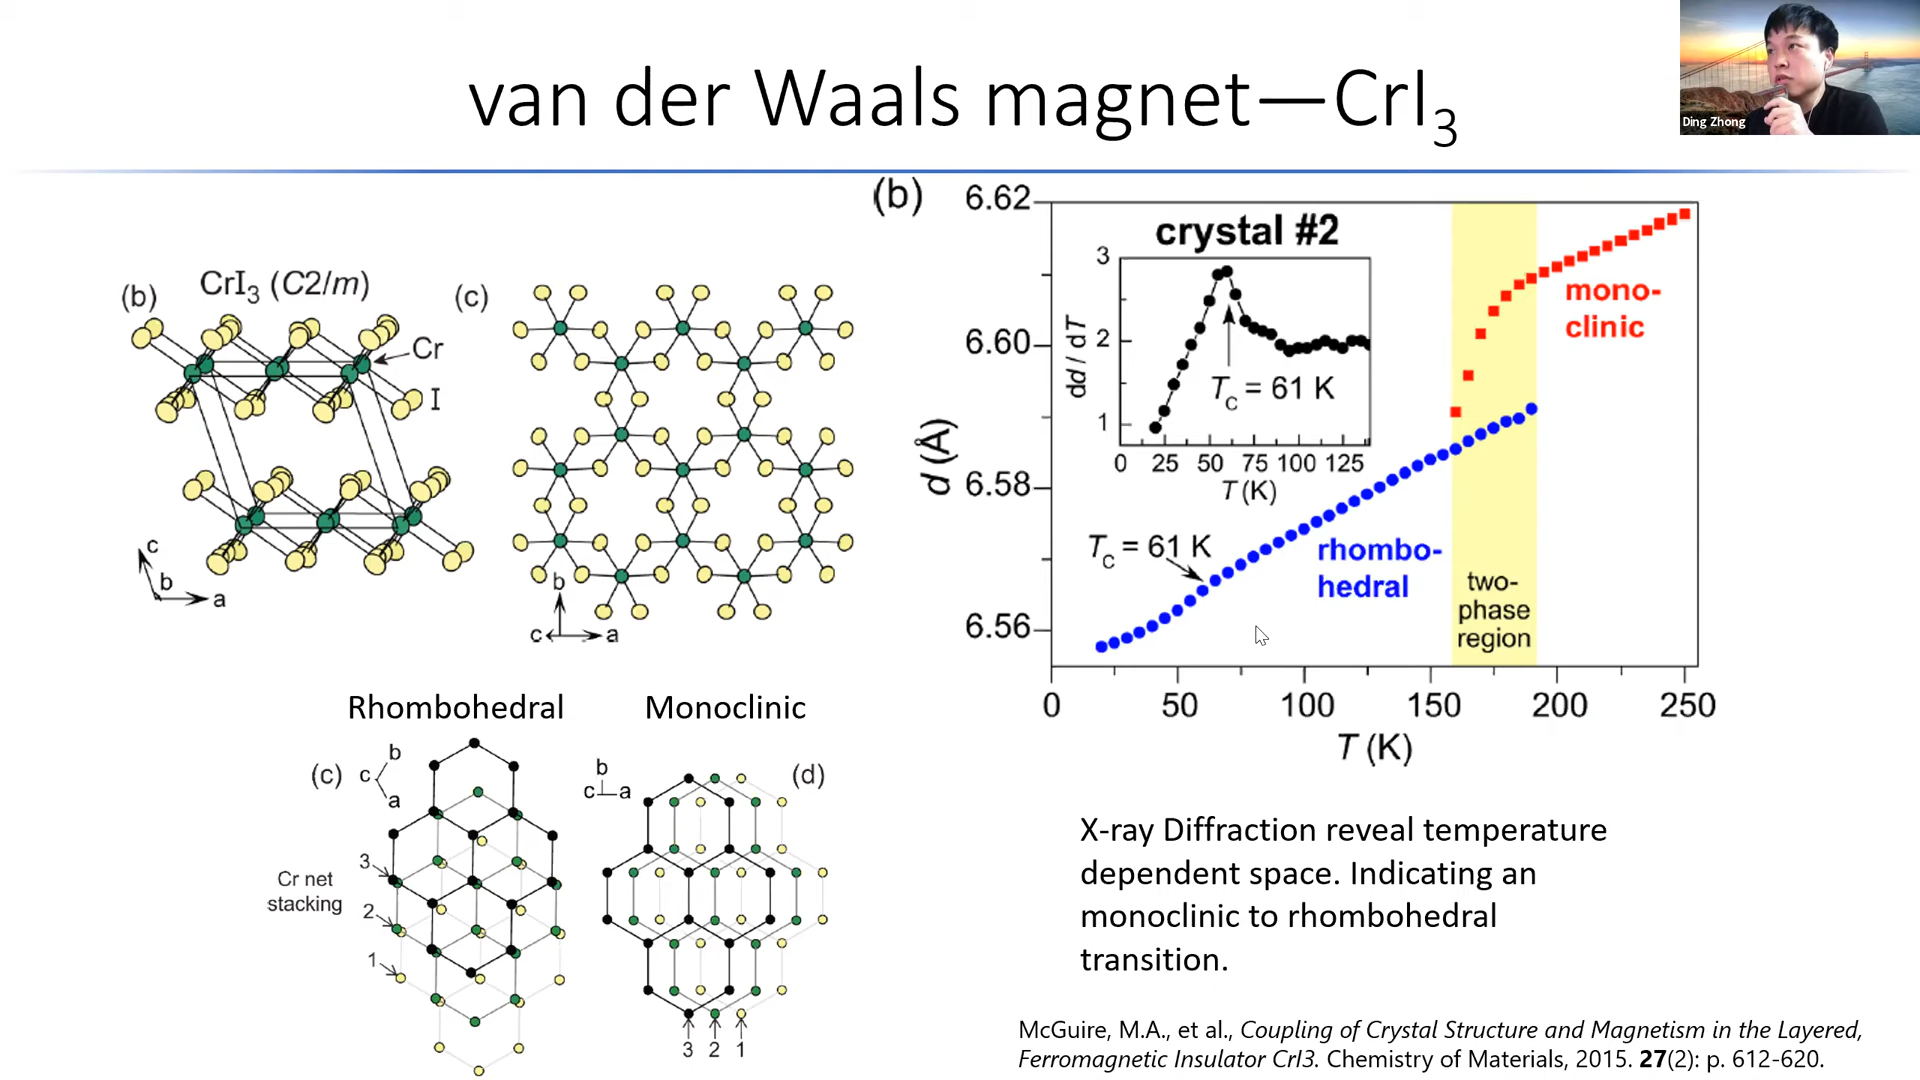 van der Waals magnet—CrI3
Ding Zhong
(b)
CrI3 (C2/m)
Cr
I
c
b
a
(c)
b
c
a
(b)
6.62
6.60
6.58
6.56
d (Å)
crystal #2
3
2
1
dd / dT
TC = 61 K
0 25 50 75 100 125
T (K)
TC = 61 K
rhombo-
hedral
mono-
clinic
two-
phase
region
0 50 100 150 200 250
T (K)
Rhombohedral
Monoclinic
(c)
b
c
a
3
Cr net
stacking
2
1
b
c a
(d)
3 2 1
X-ray Diffraction reveal temperature
dependent space. Indicating an
monoclinic to rhombohedral
transition.
McGuire, M.A., et al., Coupling of Crystal Structure and Magnetism in the Layered,
Ferromagnetic Insulator CrI3. Chemistry of Materials, 2015. 27(2): p. 612-620.